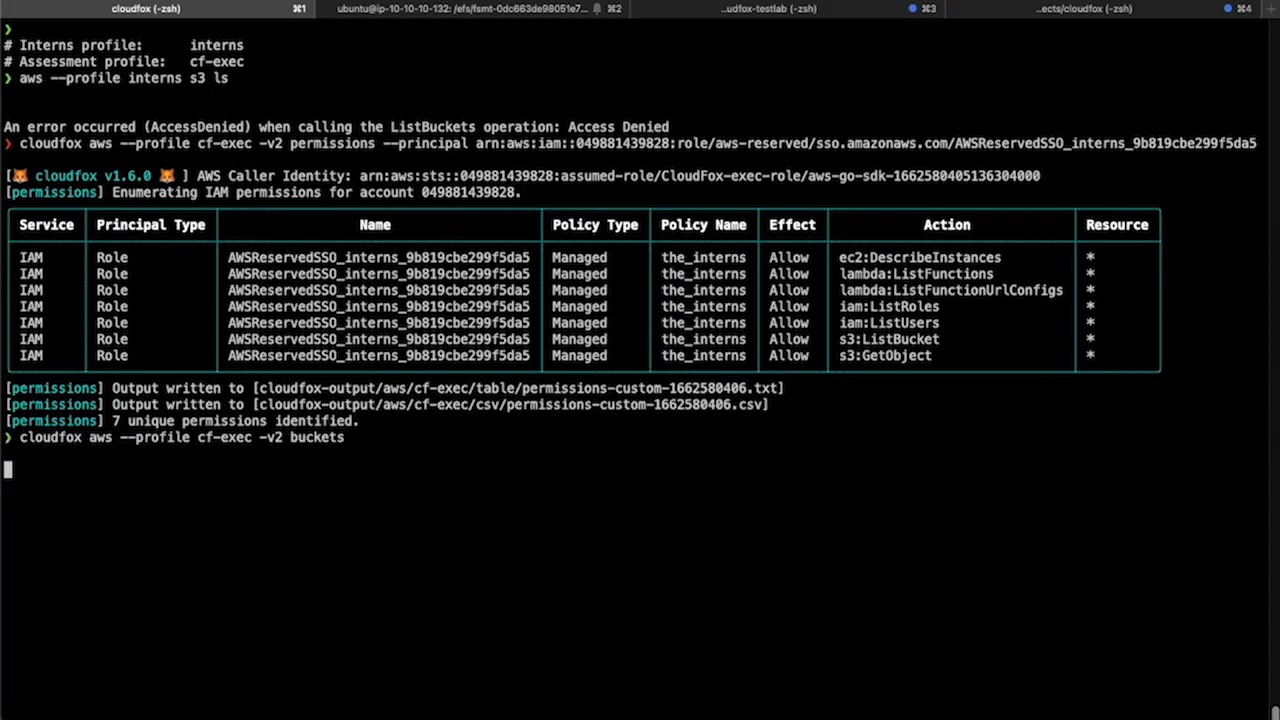 cloudfox (-zsh) ⌘1 ubuntu@ip-10-10-10-132: /efs/fsmt-0dc663de98051e7... ⌘2 ..udfox-testlab (-zsh) ⌘3 ..ects/cloudfox (-zsh) ⌘4
❯
# Interns profile: interns
# Assessment profile: cf-exec
❯ aws --profile interns s3 ls
An error occurred (AccessDenied) when calling the ListBuckets operation: Access Denied
❯ cloudfox aws --profile cf-exec -v2 permissions --principal arn:aws:iam::049881439828:role/aws-reserved/sso.amazonaws.com/AWSReservedSSO_interns_9b819cbe299f5da5
[🦊 cloudfox v1.6.0 🦊 ] AWS Caller Identity: arn:aws:sts::049881439828:assumed-role/CloudFox-exec-role/aws-go-sdk-1662580405136304000
[permissions] Enumerating IAM permissions for account 049881439828.
Service Principal Type Name Policy Type Policy Name Effect Action Resource
IAM Role AWSReservedSSO_interns_9b819cbe299f5da5 Managed the_interns Allow ec2:DescribeInstances *
IAM Role AWSReservedSSO_interns_9b819cbe299f5da5 Managed the_interns Allow lambda:ListFunctions *
IAM Role AWSReservedSSO_interns_9b819cbe299f5da5 Managed the_interns Allow lambda:ListFunctionUrlConfigs *
IAM Role AWSReservedSSO_interns_9b819cbe299f5da5 Managed the_interns Allow iam:ListRoles *
IAM Role AWSReservedSSO_interns_9b819cbe299f5da5 Managed the_interns Allow iam:ListUsers *
IAM Role AWSReservedSSO_interns_9b819cbe299f5da5 Managed the_interns Allow s3:ListBucket *
IAM Role AWSReservedSSO_interns_9b819cbe299f5da5 Managed the_interns Allow s3:GetObject *
[permissions] Output written to [cloudfox-output/aws/cf-exec/table/permissions-custom-1662580406.txt]
[permissions] Output written to [cloudfox-output/aws/cf-exec/csv/permissions-custom-1662580406.csv]
[permissions] 7 unique permissions identified.
❯ cloudfox aws --profile cf-exec -v2 buckets